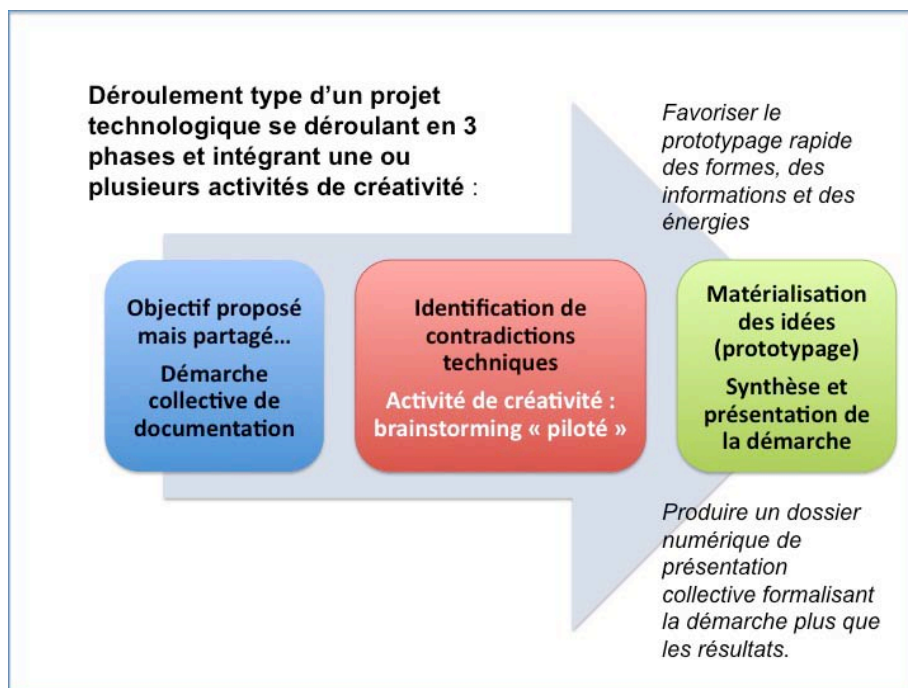 Déroulement type d’un projet
technologique se déroulant en 3
phases et intégrant une ou
plusieurs activités de créativité :
Favoriser le
prototypage rapide
des formes, des
informations et des
énergies
Objectif proposé
mais partagé…
Démarche
collective de
documentation
Identification de
contradictions
techniques
Activité de créativité :
brainstorming « piloté »
Matérialisation
des idées
(prototypage)
Synthèse et
présentation de
la démarche
Produire un dossier
numérique de
présentation
collective formalisant
la démarche plus que
les résultats.